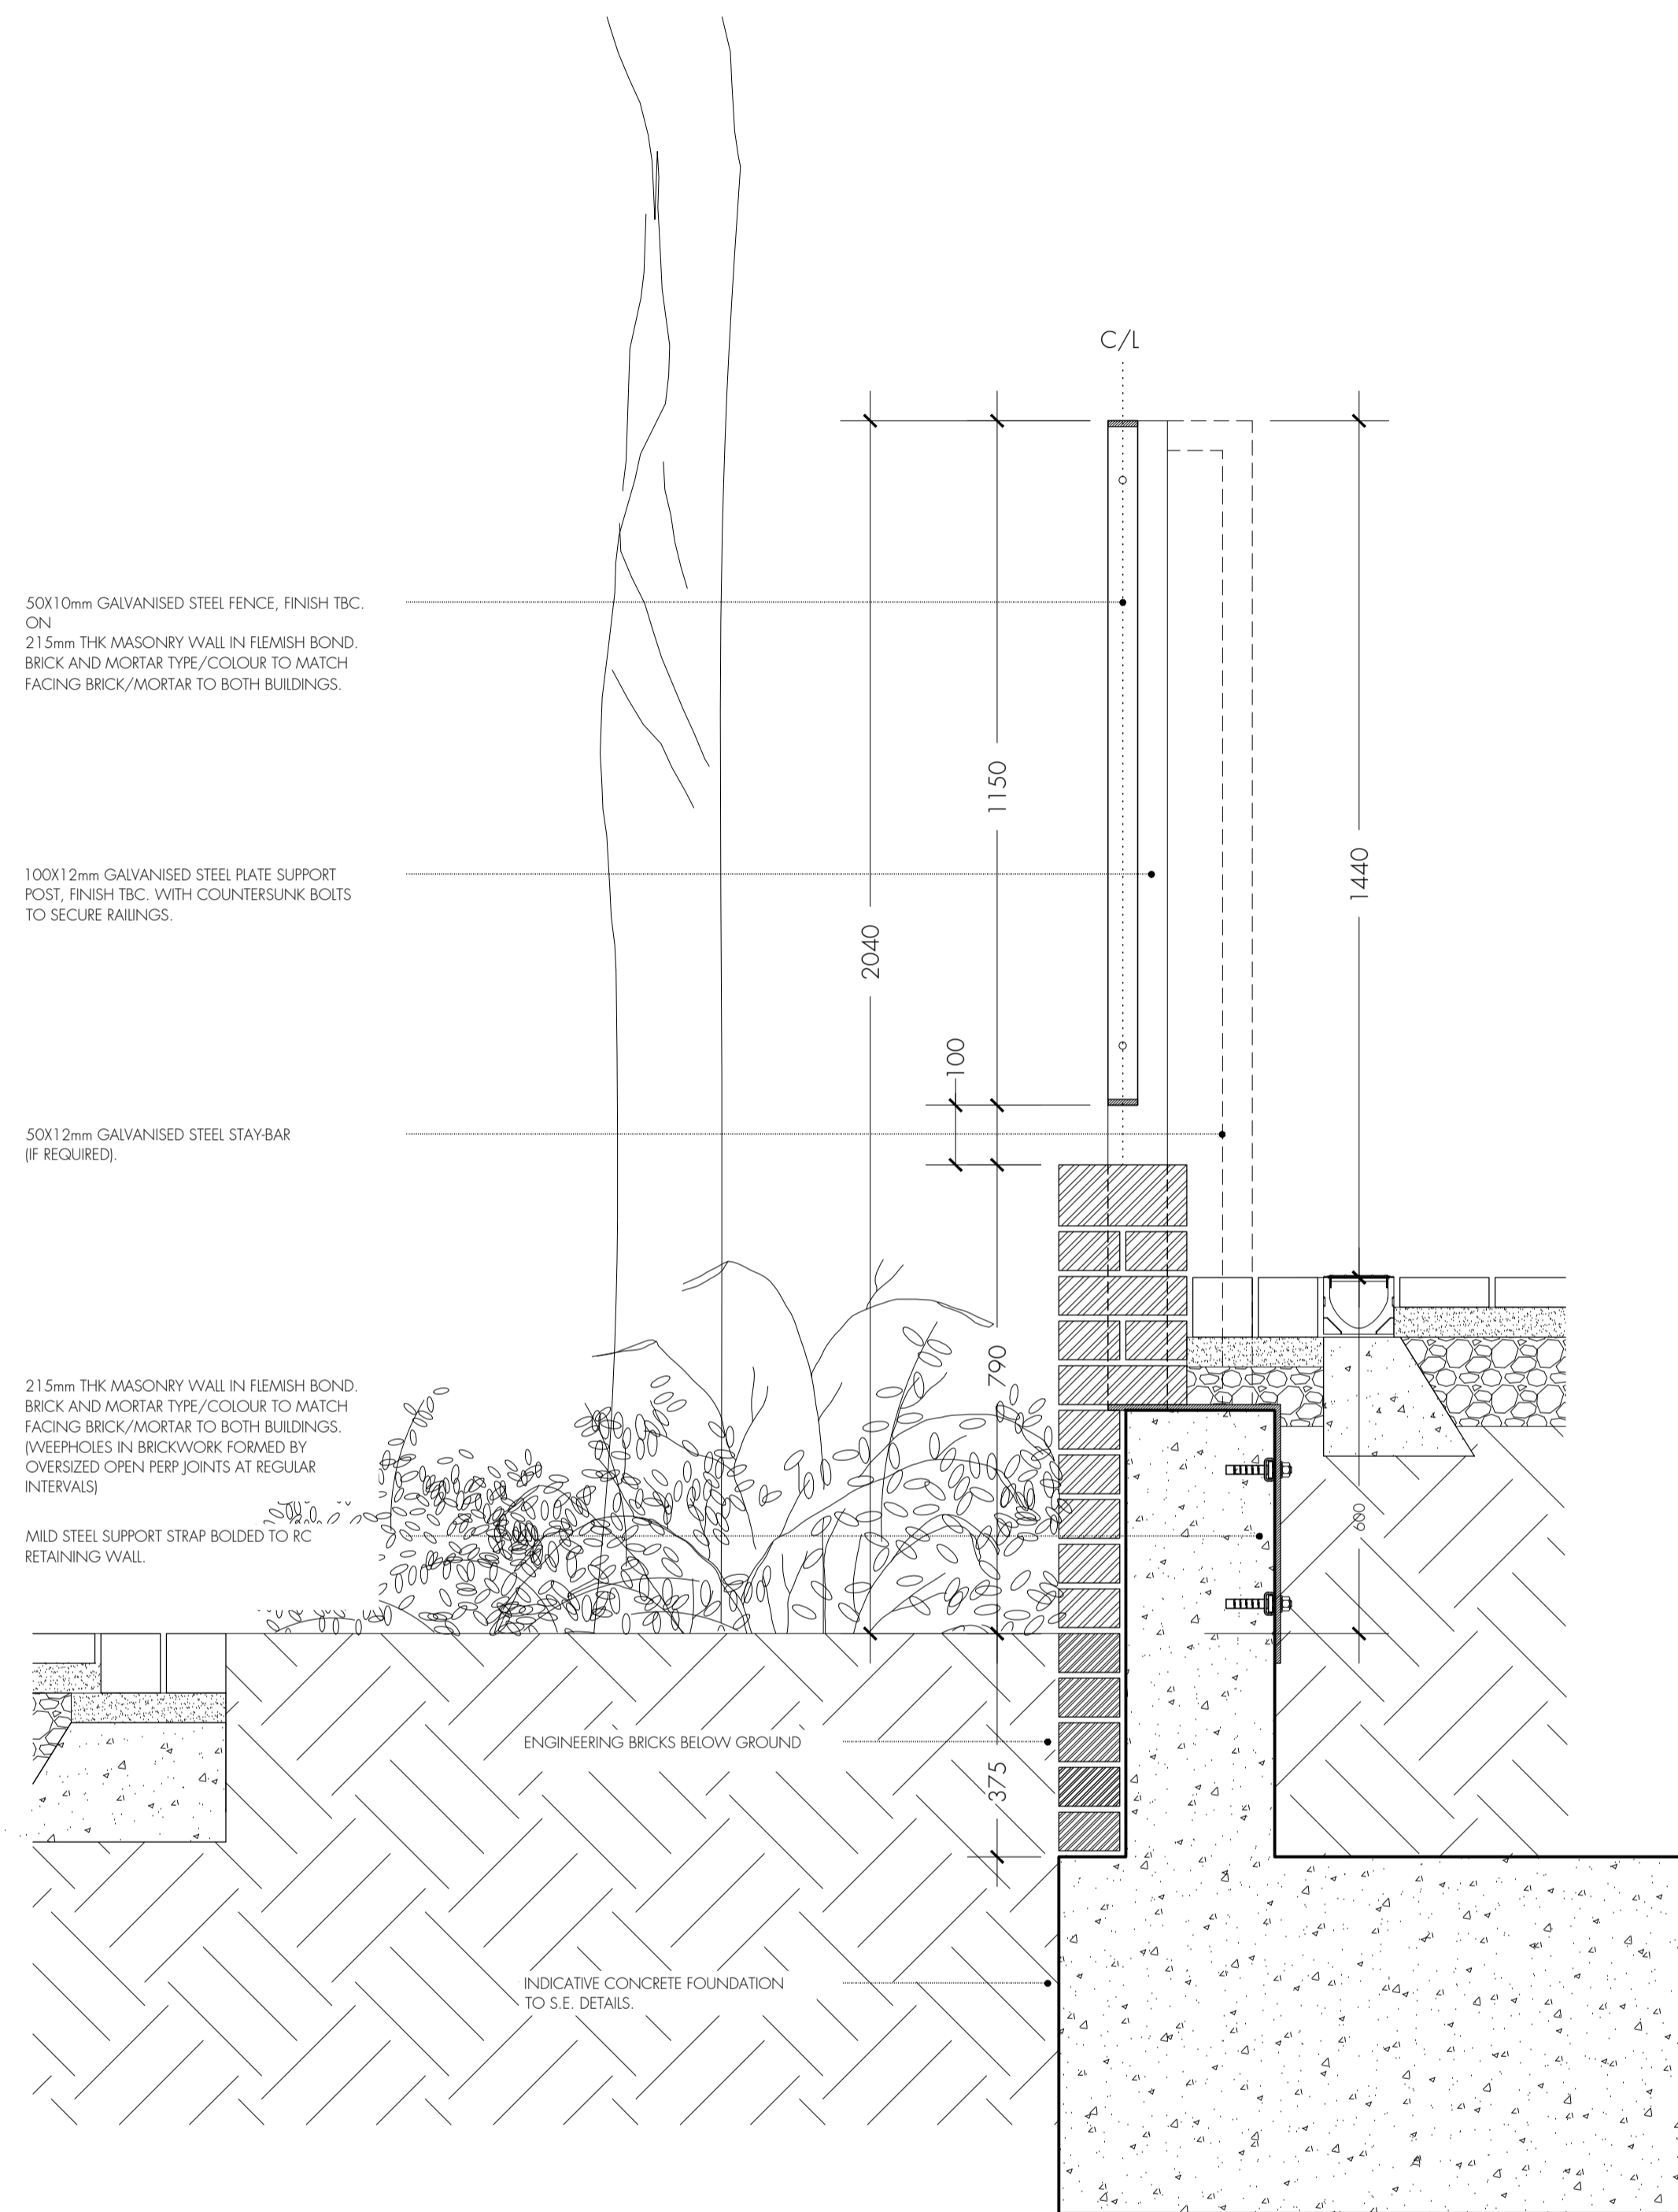 C/L
50X10mm GALVANISED STEEL FENCE, FINISH TBC.
ON
215mm THK MASONRY WALL IN FLEMISH BOND.
BRICK AND MORTAR TYPE/COLOUR TO MATCH
FACING BRICK/MORTAR TO BOTH BUILDINGS.
1150
1440
100X12mm GALVANISED STEEL PLATE SUPPORT
POST, FINISH TBC. WITH COUNTERSUNK BOLTS
TO SECURE RAILINGS.
2040
100
50X12mm GALVANISED STEEL STAY-BAR
(IF REQUIRED).
790
215mm THK MASONRY WALL IN FLEMISH BOND.
BRICK AND MORTAR TYPE/COLOUR TO MATCH
FACING BRICK/MORTAR TO BOTH BUILDINGS.
(WEEPHOLES IN BRICKWORK FORMED BY
OVERSIZED OPEN PERP JOINTS AT REGULAR
INTERVALS)
600
MILD STEEL SUPPORT STRAP BOLDED TO RC
RETAINING WALL.
ENGINEERING BRICKS BELOW GROUND
375
INDICATIVE CONCRETE FOUNDATION
TO S.E. DETAILS.